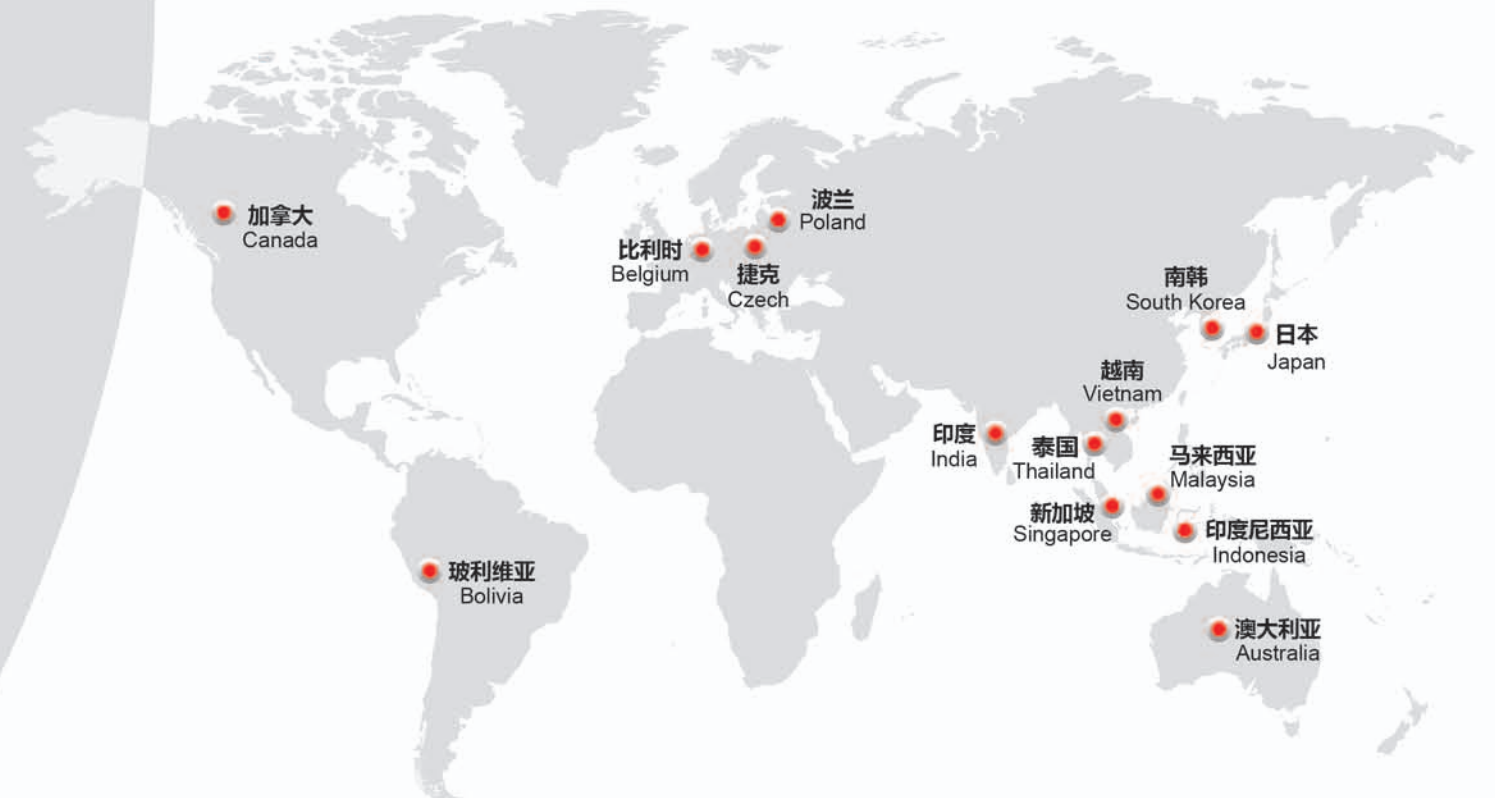 加拿大
Canada
波兰
Poland
比利时
Belgium
捷克
Czech
南韩
South Korea
日本
Japan
越南
Vietnam
印度
India
泰国
Thailand
马来西亚
Malaysia
新加坡
Singapore
印度尼西亚
Indonesia
玻利维亚
Bolivia
澳大利亚
Australia